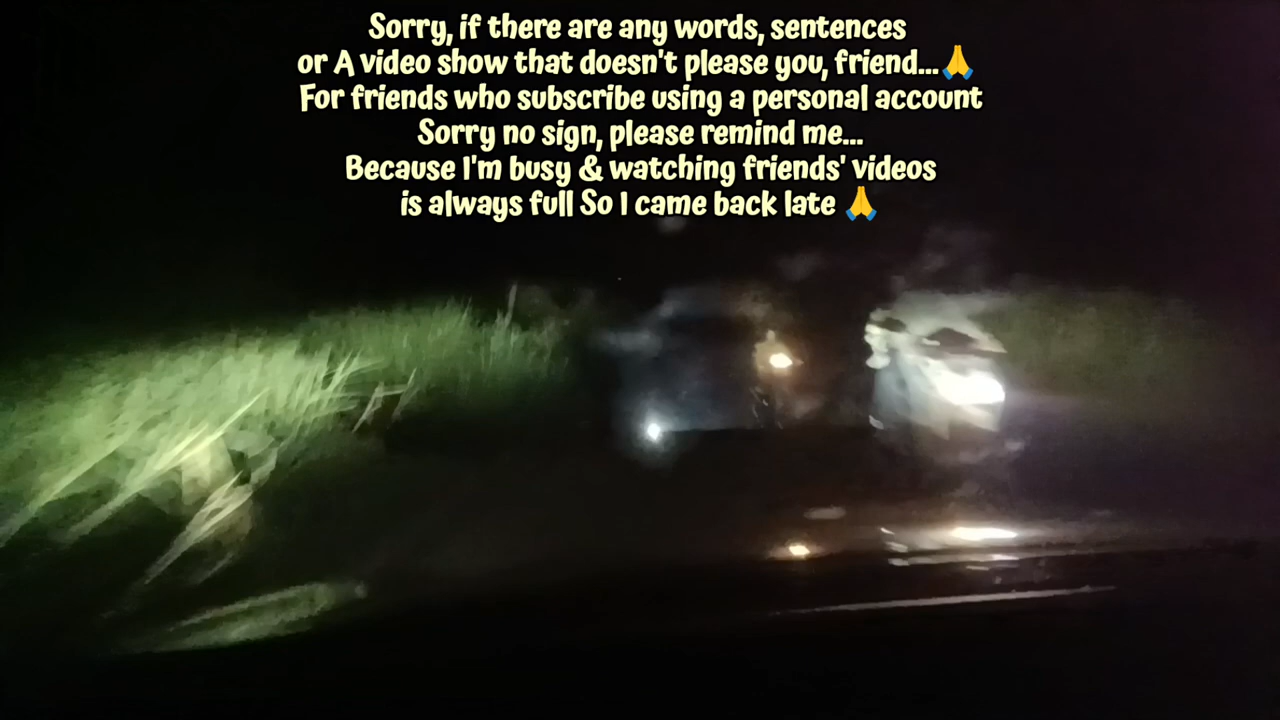 Sorry, if there are any words, sentences
or A video show that doesn't please you, friend...🙏
For friends who subscribe using a personal account
Sorry no sign, please remind me...
Because I'm busy & watching friends' videos
is always full So I came back late 🙏